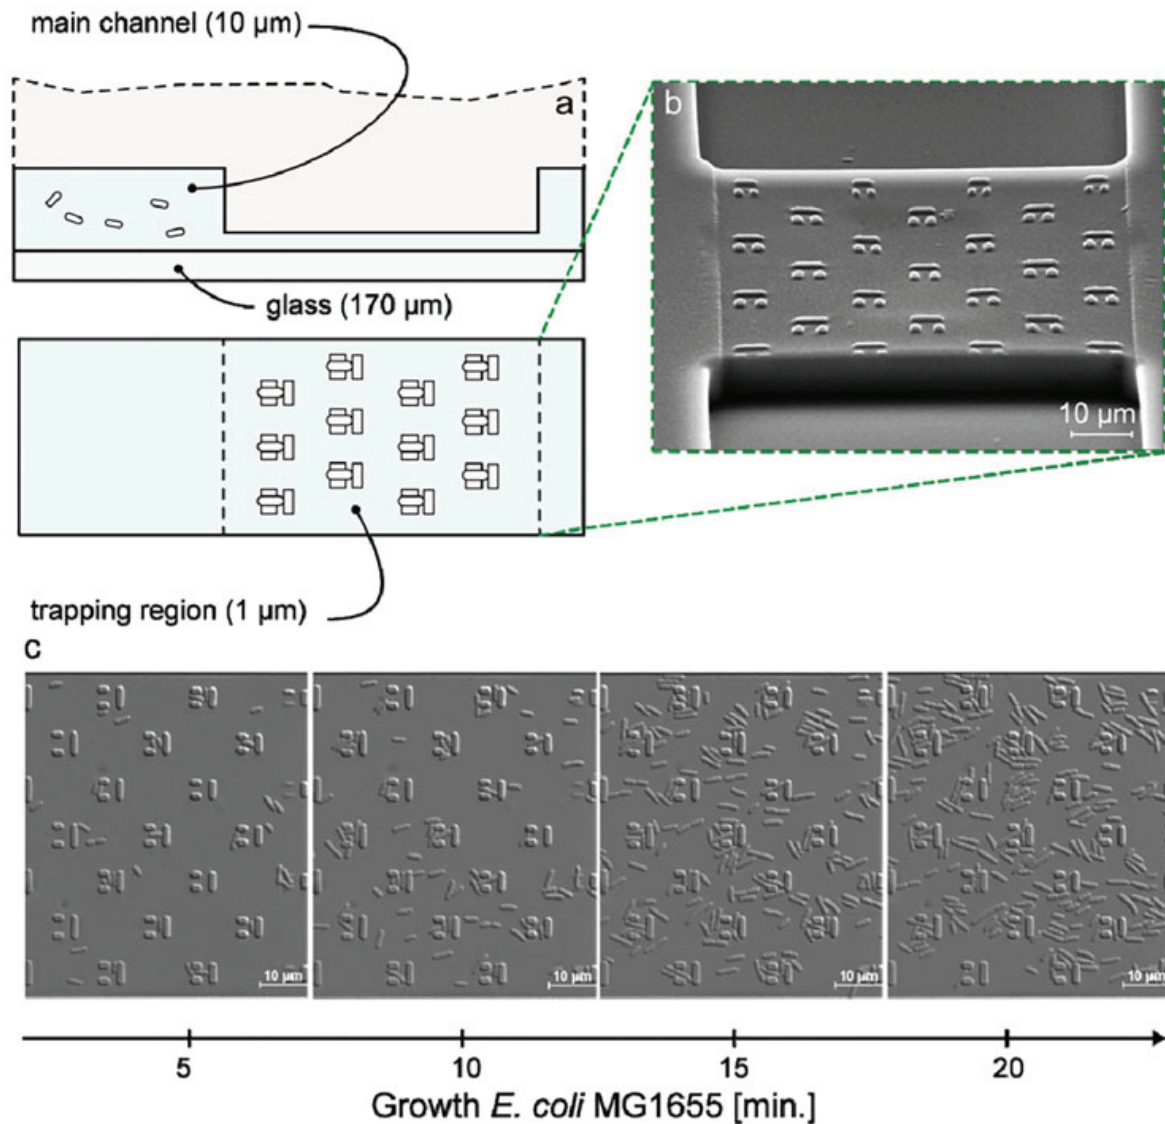 main channel (10 µm)
a
b
glass (170 µm)
10 µm
trapping region (1 µm)
c
10 µm
10 µm
10 µm
10 µm
5
10
15
20
Growth E. coli MG1655 [min.]